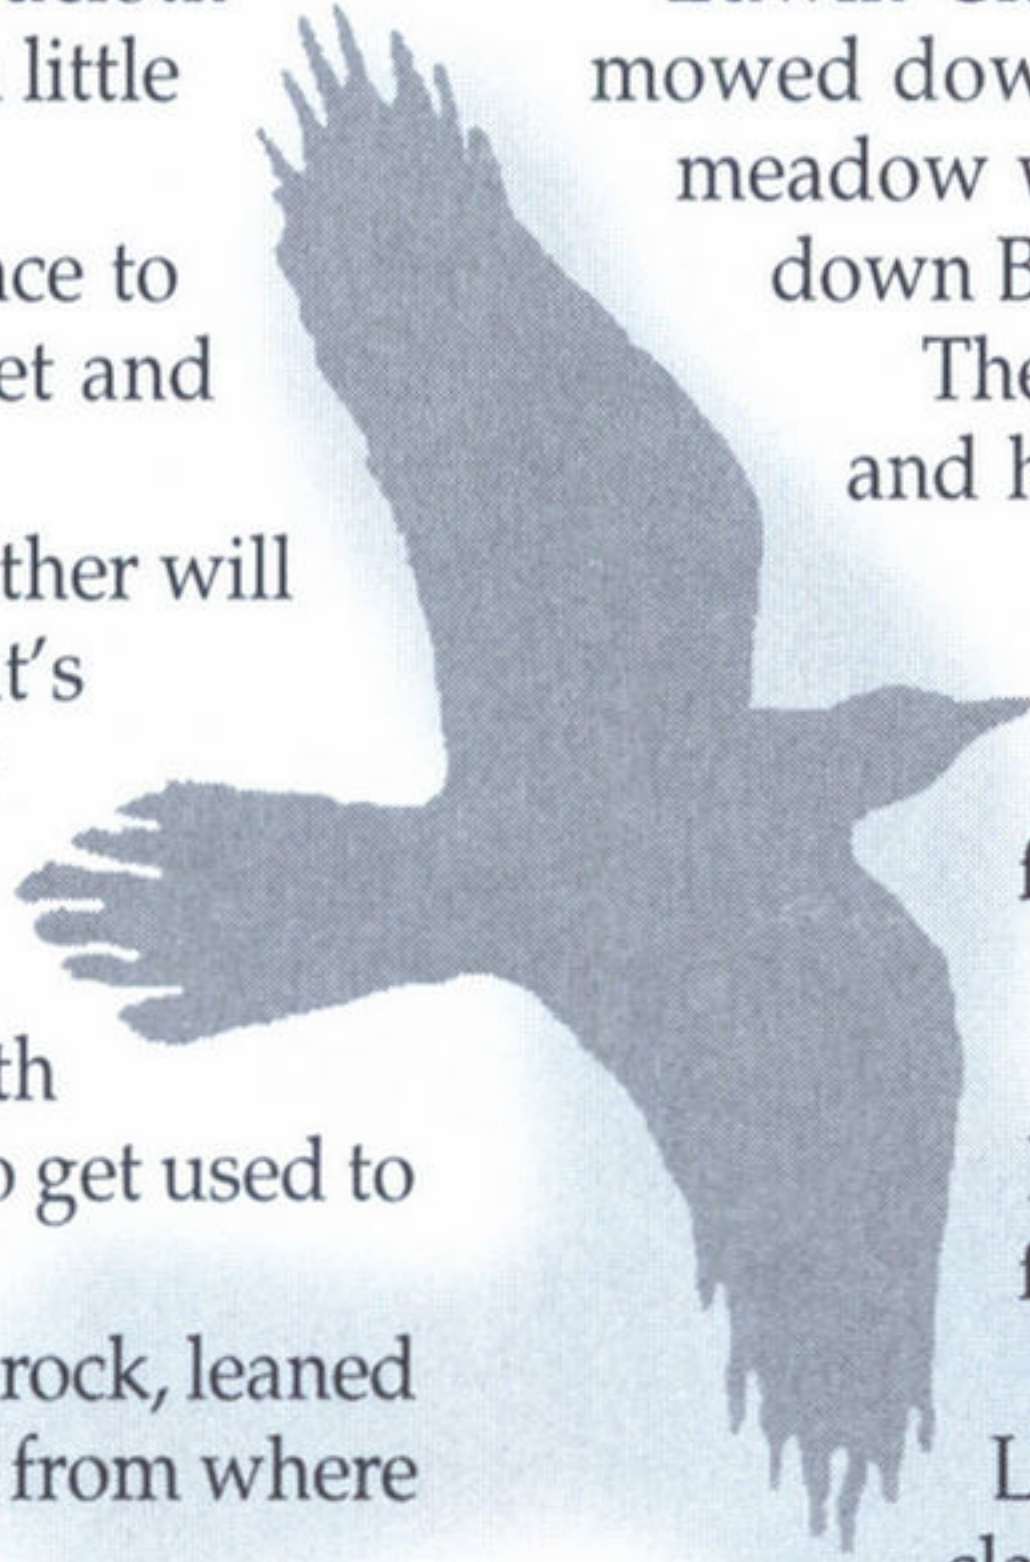 little
nce to
et and
ther will
t's
th
get used to
rock, leaned
from where
mowed dow
meadow
down B
The
and h
f
f
L